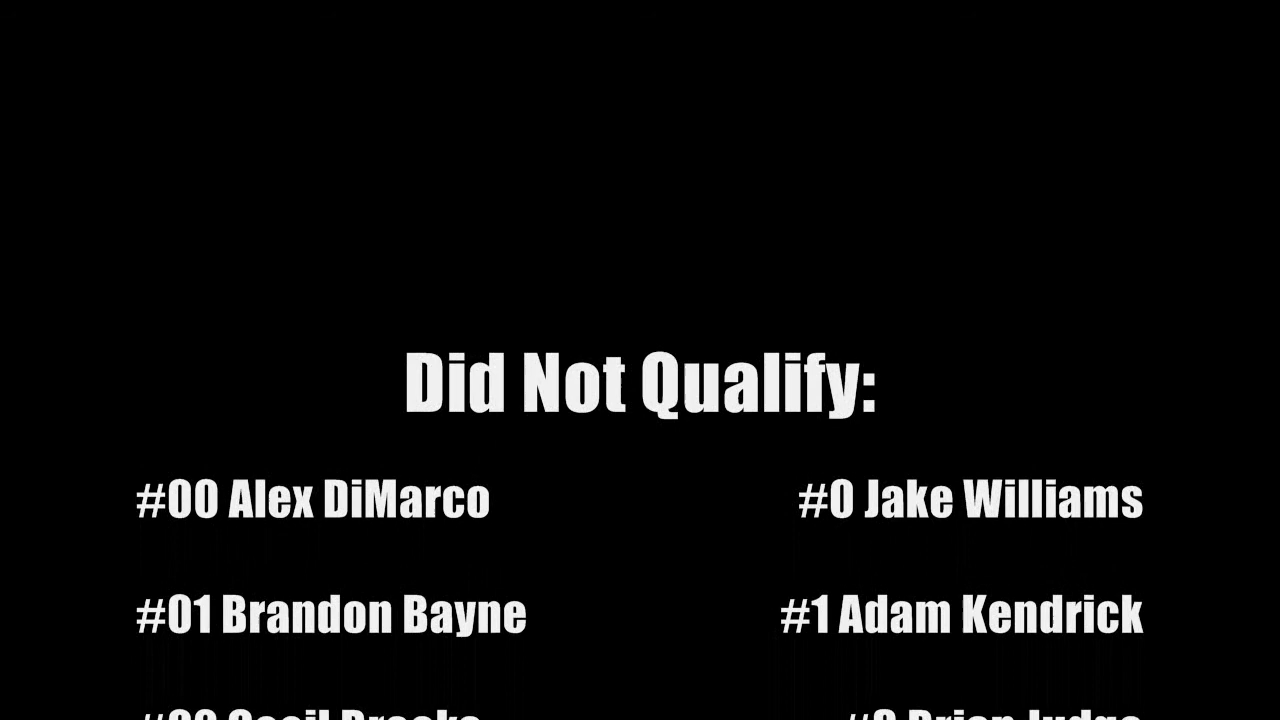 Did Not Qualify:
#00 Alex DiMarco #0 Jake Williams
#01 Brandon Bayne #1 Adam Kendrick